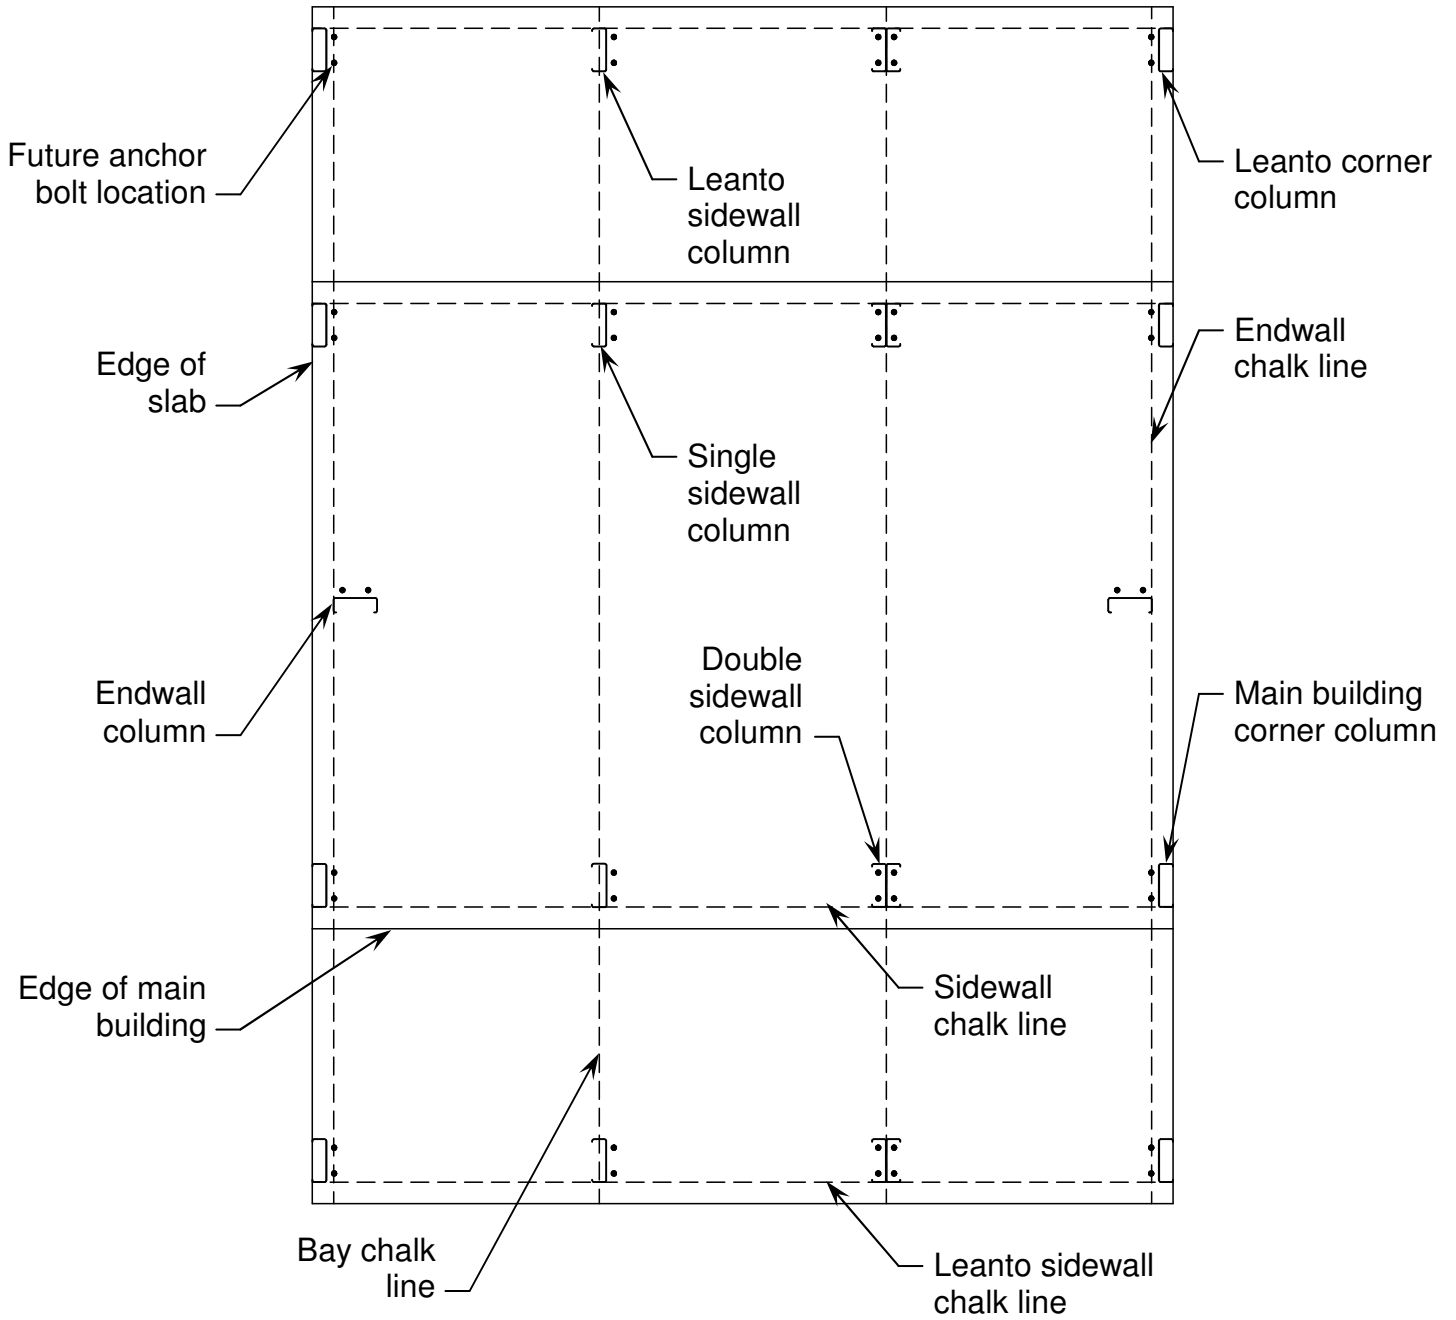 Future anchor
bolt location
Leanto
sidewall
column
Leanto corner
column
Edge of
slab
Endwall
chalk line
Single
sidewall
column
Endwall
column
Double
sidewall
column
Main building
corner column
Edge of main
building
Sidewall
chalk line
Bay chalk
line
Leanto sidewall
chalk line